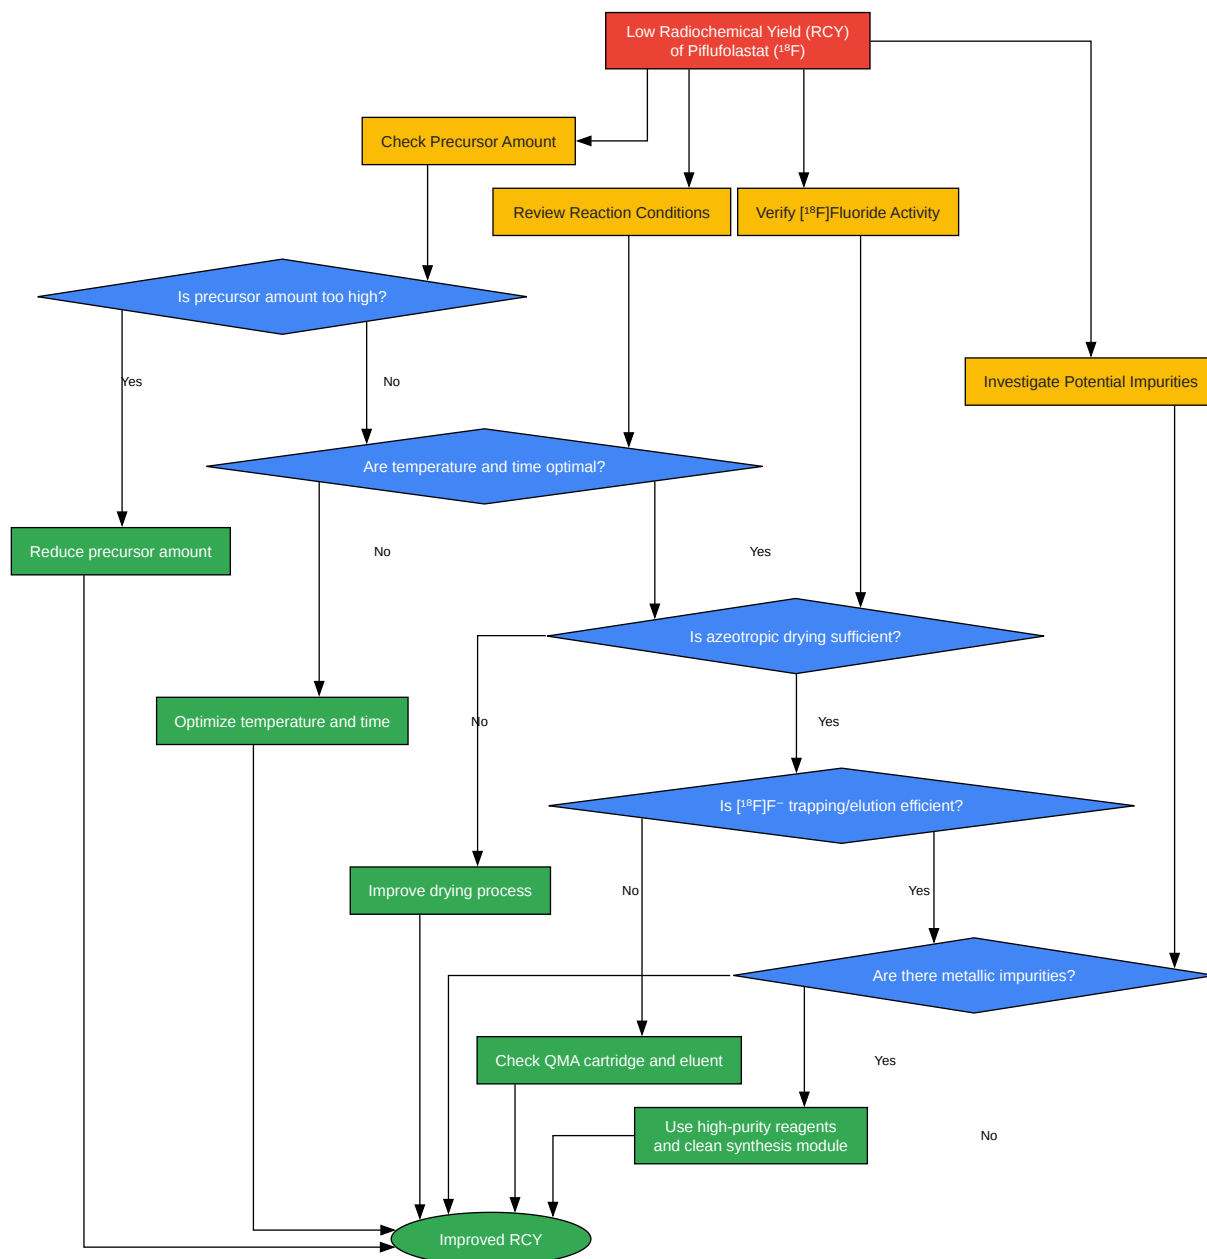 Low Radiochemical Yield (RCY)
of Piflufolastat (¹⁸F)
Check Precursor Amount
Review Reaction Conditions
Verify [¹⁸F]Fluoride Activity
Is precursor amount too high?
Investigate Potential Impurities
Yes
No
Are temperature and time optimal?
Reduce precursor amount
No
Yes
Is azeotropic drying sufficient?
Optimize temperature and time
No
Yes
Is [¹⁸F]F⁻ trapping/elution efficient?
Improve drying process
No
Yes
Are there metallic impurities?
Check QMA cartridge and eluent
Yes
Use high-purity reagents
and clean synthesis module
No
Improved RCY